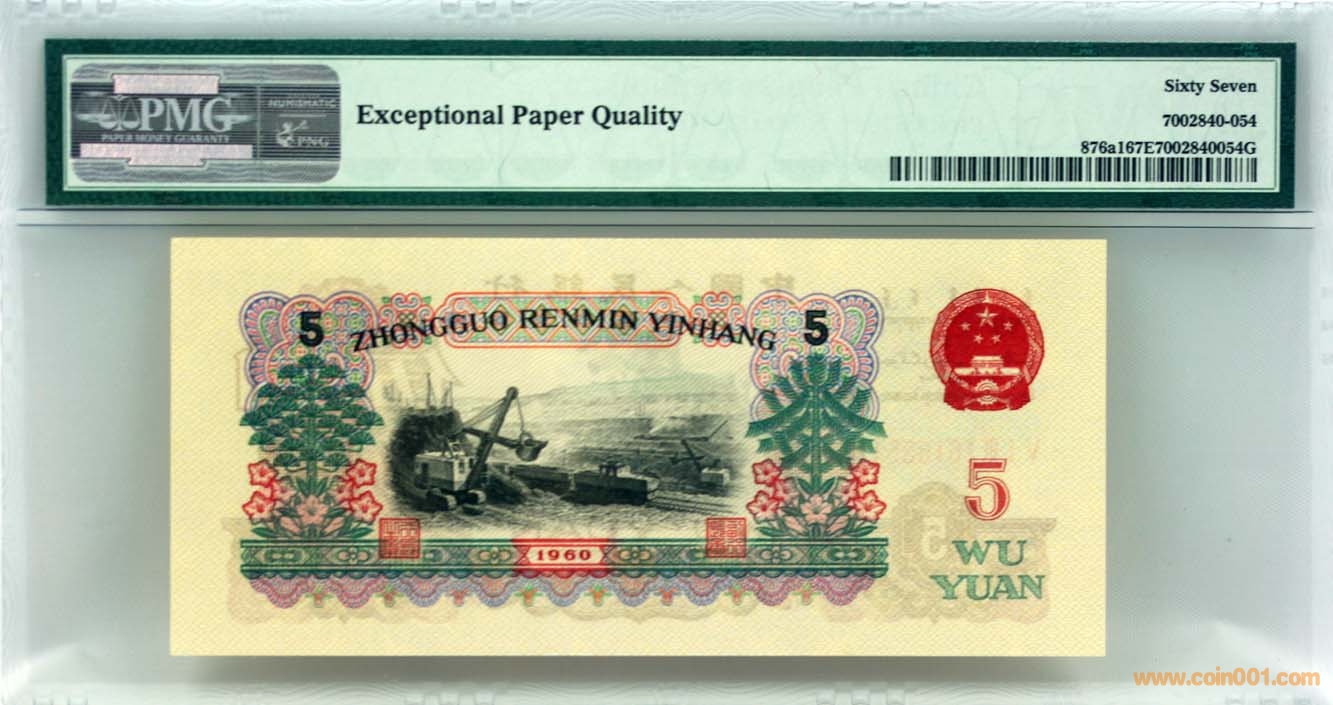 PMG
PAPER MONEY GUARANTY
NUMISMATIC
PNG
Exceptional Paper Quality
Sixty Seven
7002840-054
876a167E7002840054G
5
ZHONGGUO RENMIN YINHANG
5
1960
5
WU
YUAN
www.coin001.com